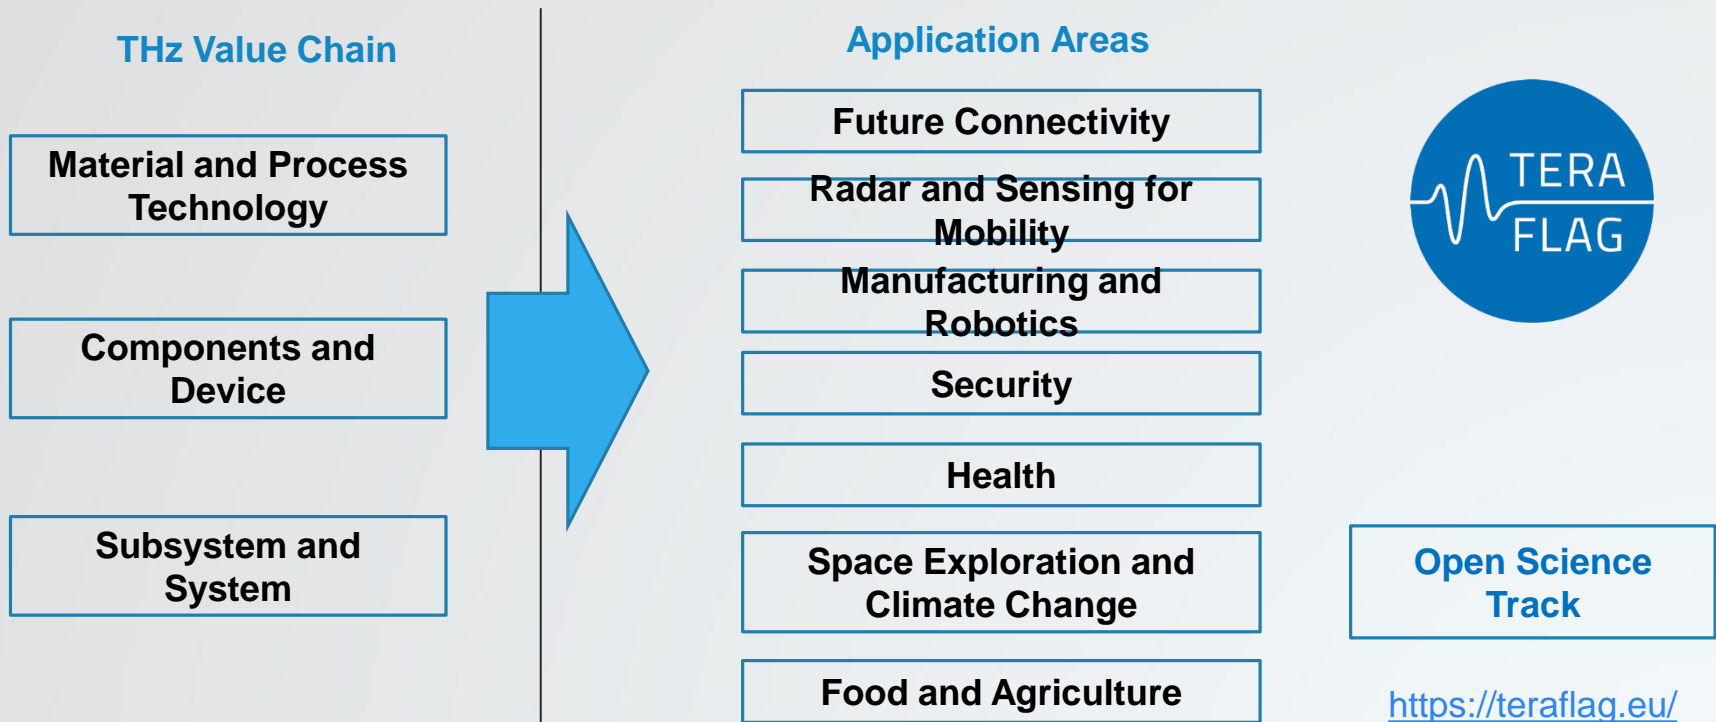 THz Value Chain
Material and Process
Technology
Components and
Device
Subsystem and
System
Application Areas
Future Connectivity
Radar and Sensing for
Mobility
Manufacturing and
Robotics
Security
Health
Space Exploration and
Climate Change
Food and Agriculture
TERA
FLAG
Open Science
Track
https://teraflag.eu/